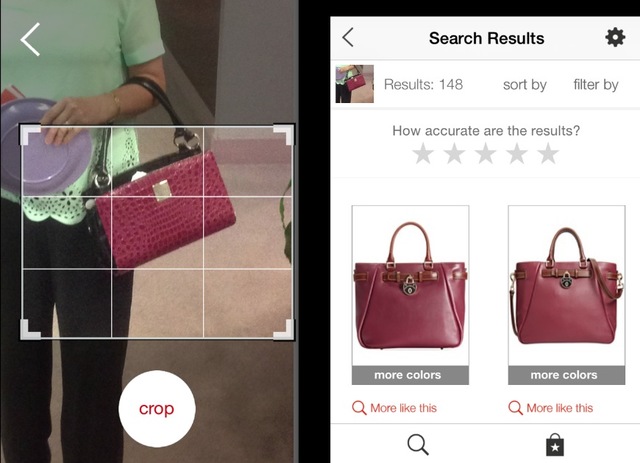 crop
Search Results
Results: 148 sort by filter by
How accurate are the results?
more colors more colors
More like this More like this